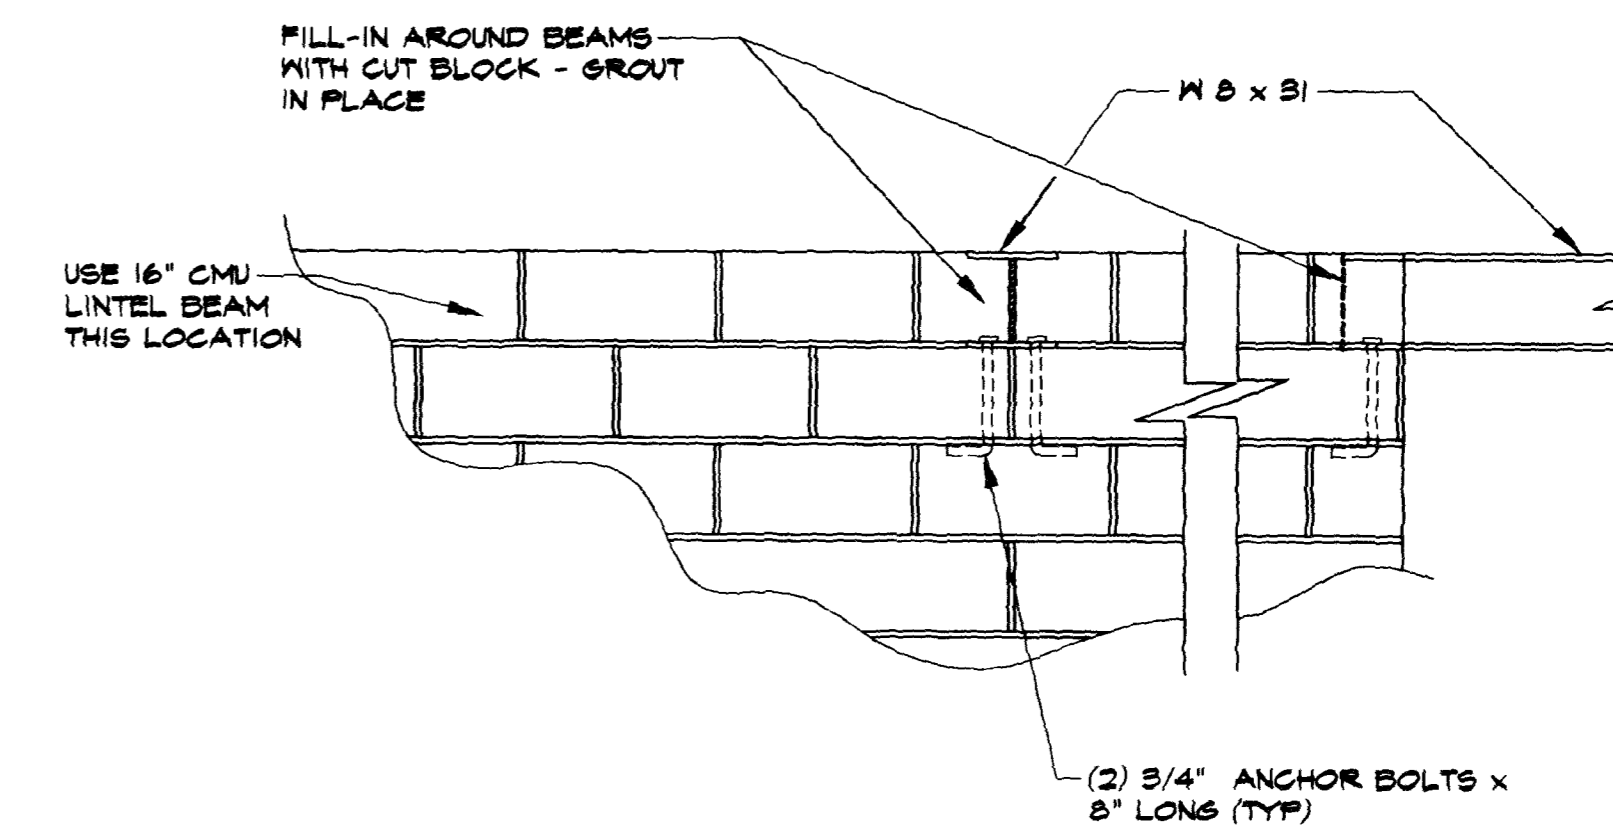 FILL-IN AROUND BEAMS
WITH CUT BLOCK - GROUT
IN PLACE
W 8 x 31
USE 16" CMU
LINTEL BEAM
THIS LOCATION
(2) 3/4" ANCHOR BOLTS x
8" LONG (TYP)